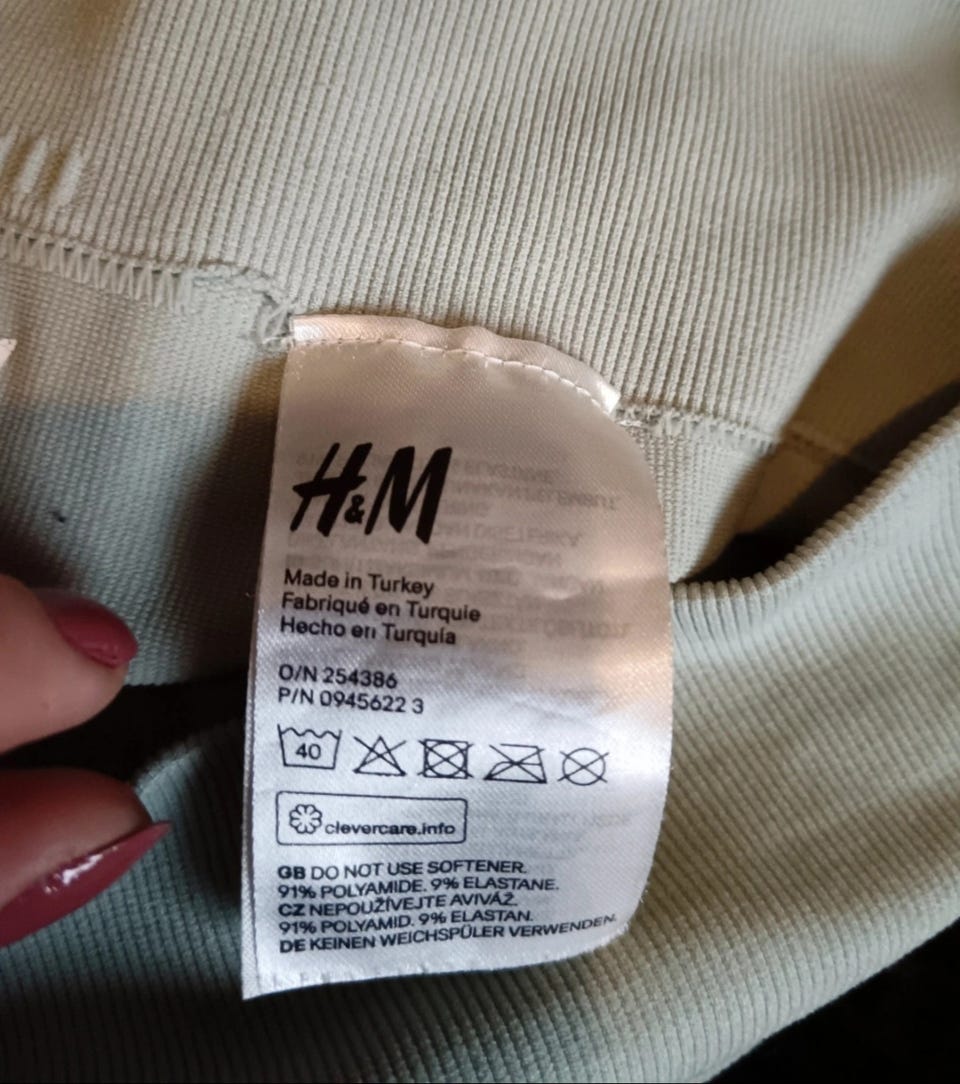 H&M
Made in Turkey
Fabriqué en Turquie
Hecho en Turquía
O/N 254386
P/N 0945622 3
40
clevercare.info
GB DO NOT USE SOFTENER.
91% POLYAMIDE. 9% ELASTANE.
CZ NEPOUŽÍVEJTE AVIVÁŽ.
91% POLYAMID. 9% ELASTAN.
DE KEINEN WEICHSPÜLER VERWENDEN.